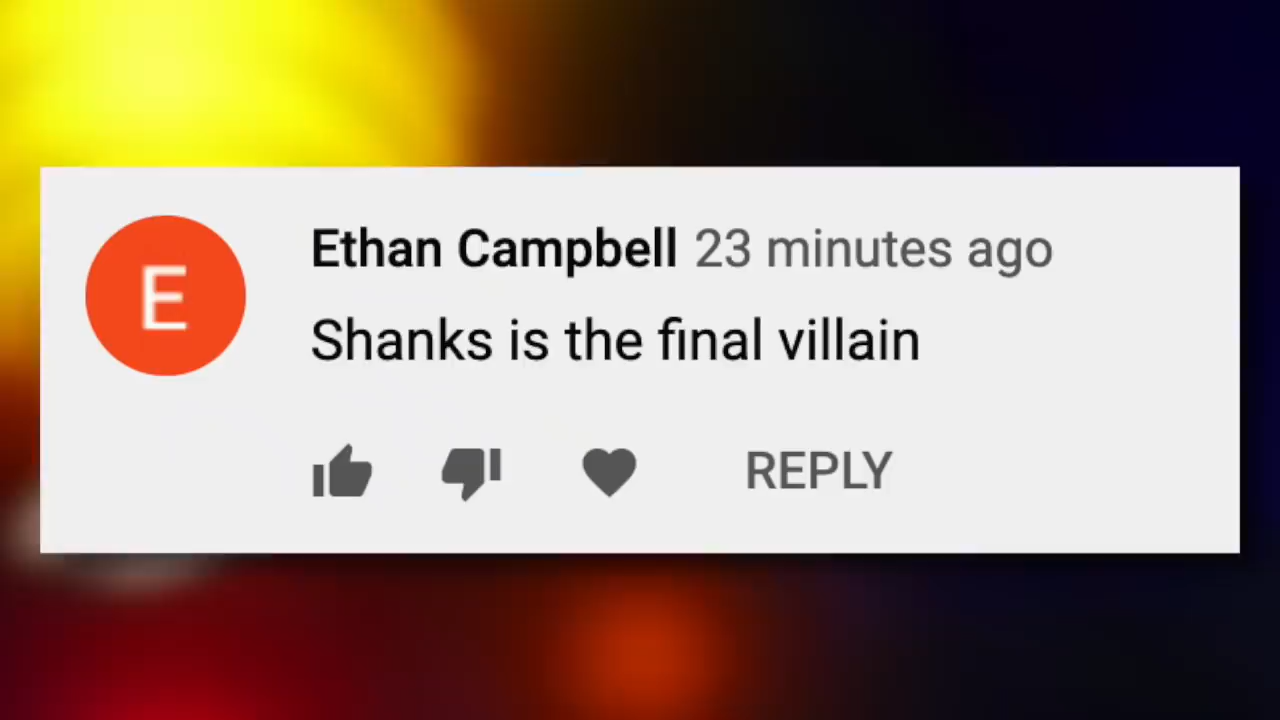 E
Ethan Campbell 23 minutes ago
Shanks is the final villain
REPLY